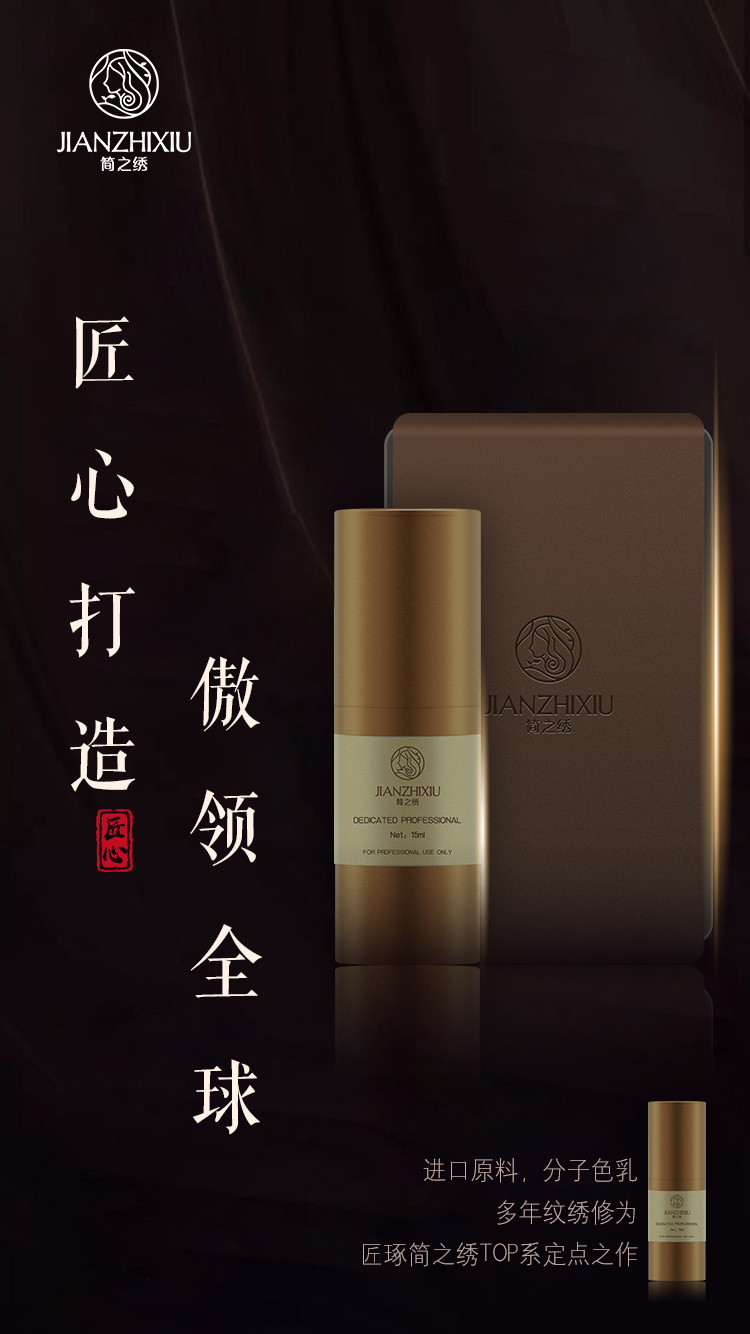 JIANZHIXIU
简之绣
匠心打造
匠心
傲领全球
JIANZHIXIU
简之绣
JIANZHIXIU
简之绣
DEDICATED PROFESSIONAL
Net: 15ml
FOR PROFESSIONAL USE ONLY
进口原料，分子色乳
多年纹绣修为
匠琢简之绣TOP系定点之作
JIANZHIXIU
DEDICATED PROFESSIONAL